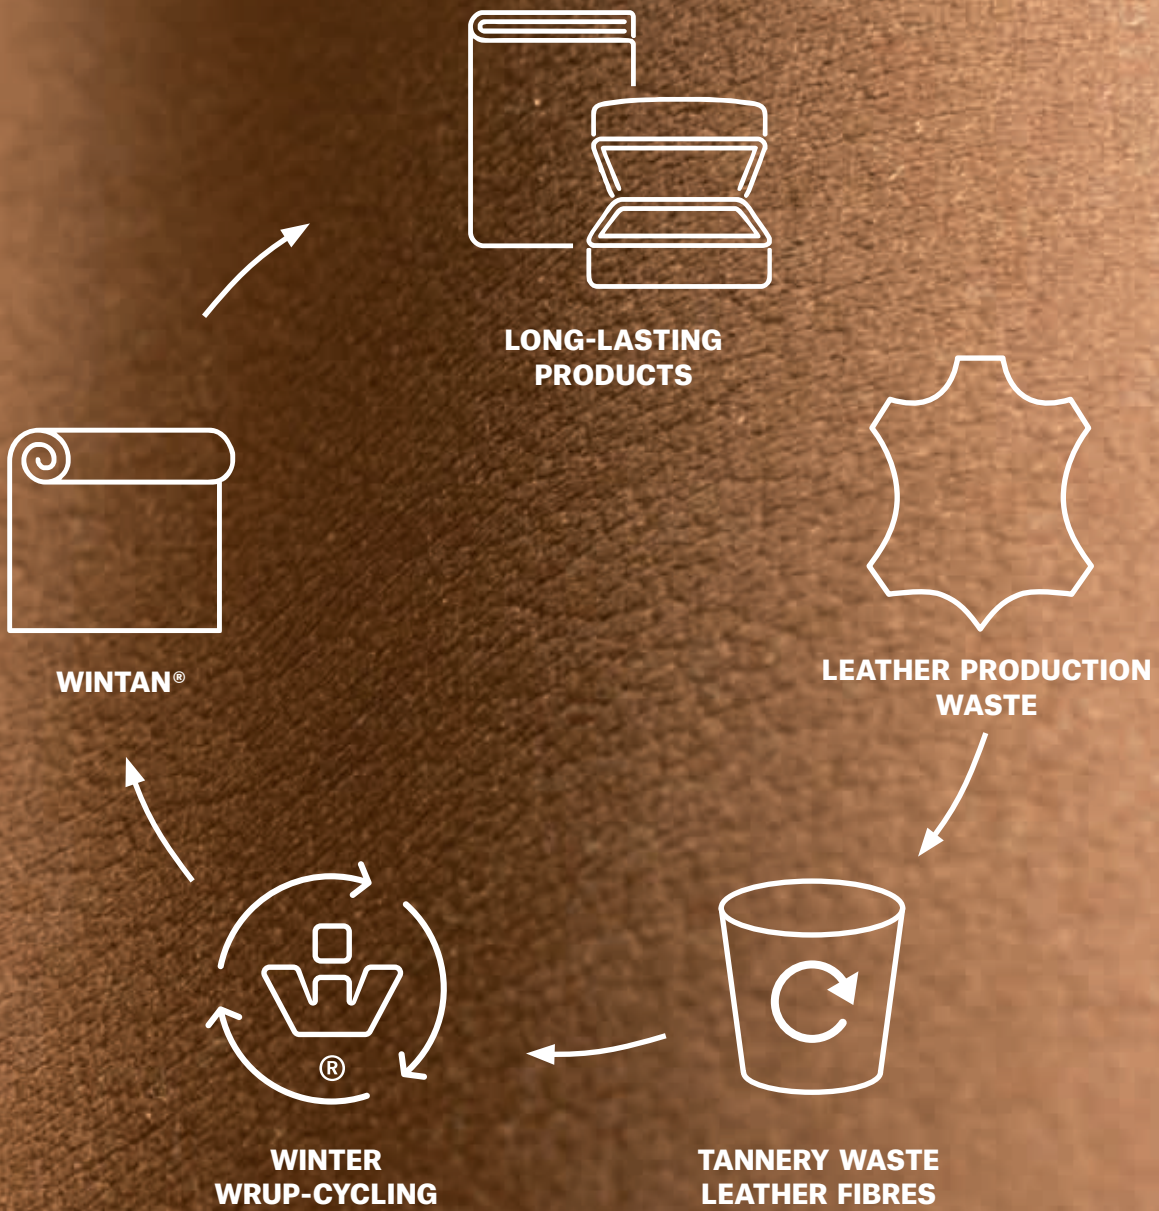 LONG-LASTING
PRODUCTS
LEATHER PRODUCTION
WASTE
WINTAN®
®
WINTER
WRUP-CYCLING
TANNERY WASTE
LEATHER FIBRES